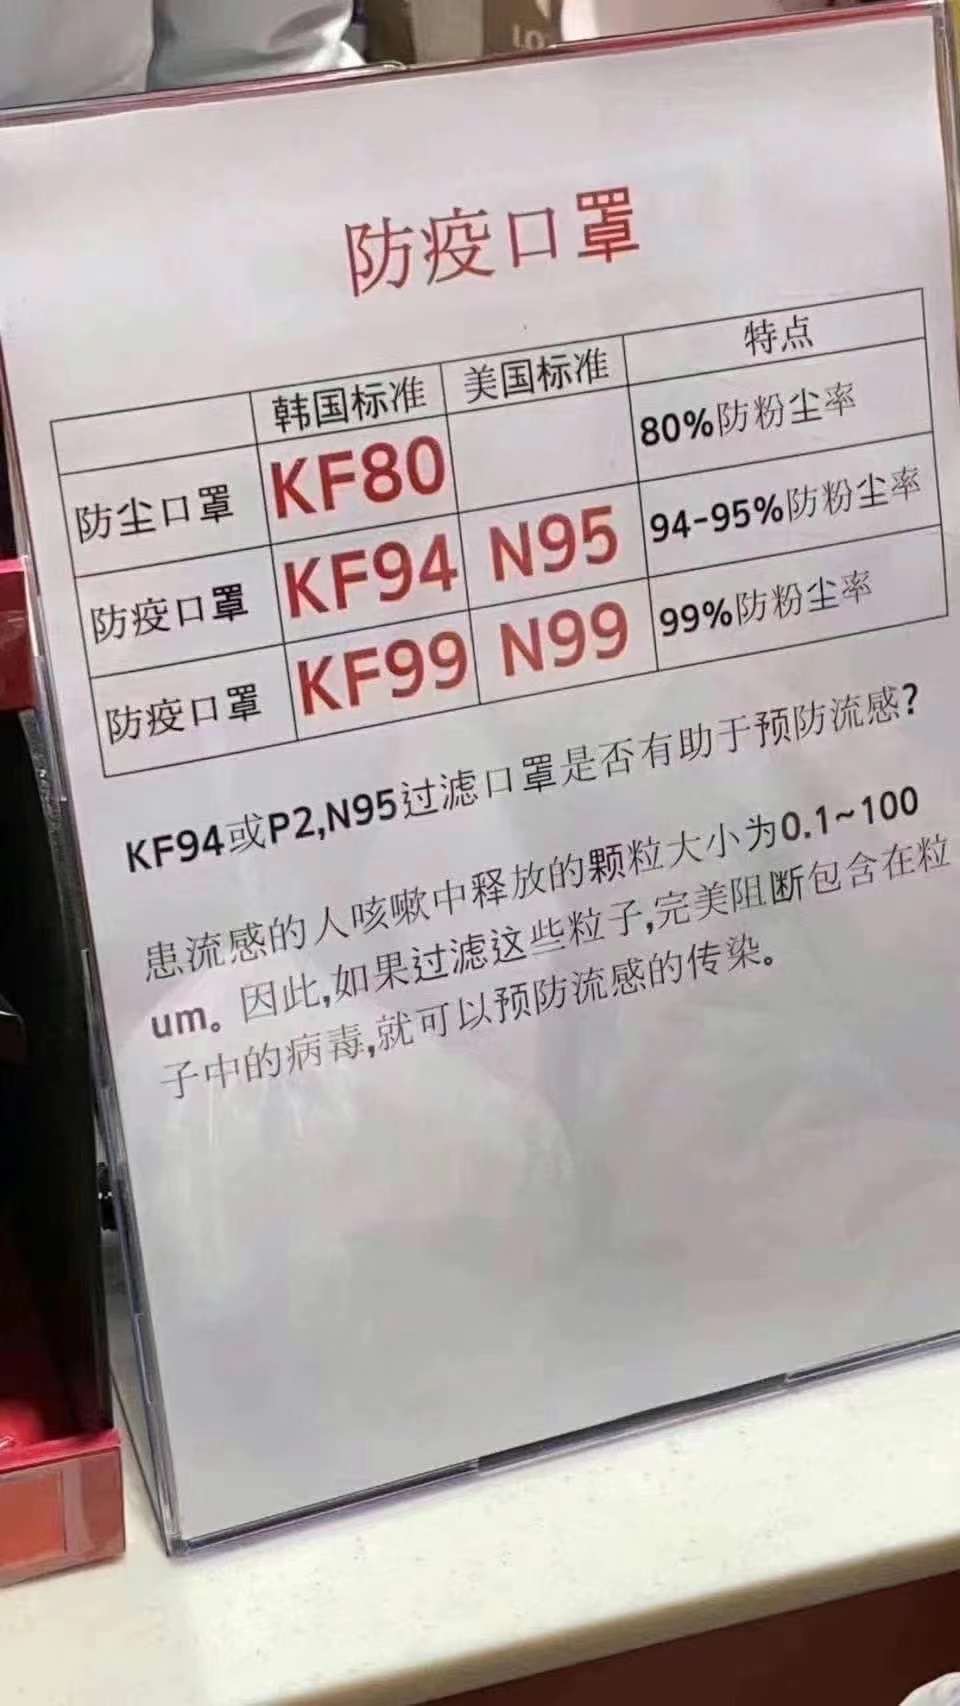 防疫口罩
韩国标准 美国标准 特点
防尘口罩 KF80 80%防粉尘率
防疫口罩 KF94 N95 94-95%防粉尘率
防疫口罩 KF99 N99 99%防粉尘率
KF94或P2,N95过滤口罩是否有助于预防流感?
患流感的人咳嗽中释放的颗粒大小为0.1~100
um。因此,如果过滤这些粒子,完美阻断包含在粒
子中的病毒,就可以预防流感的传染。